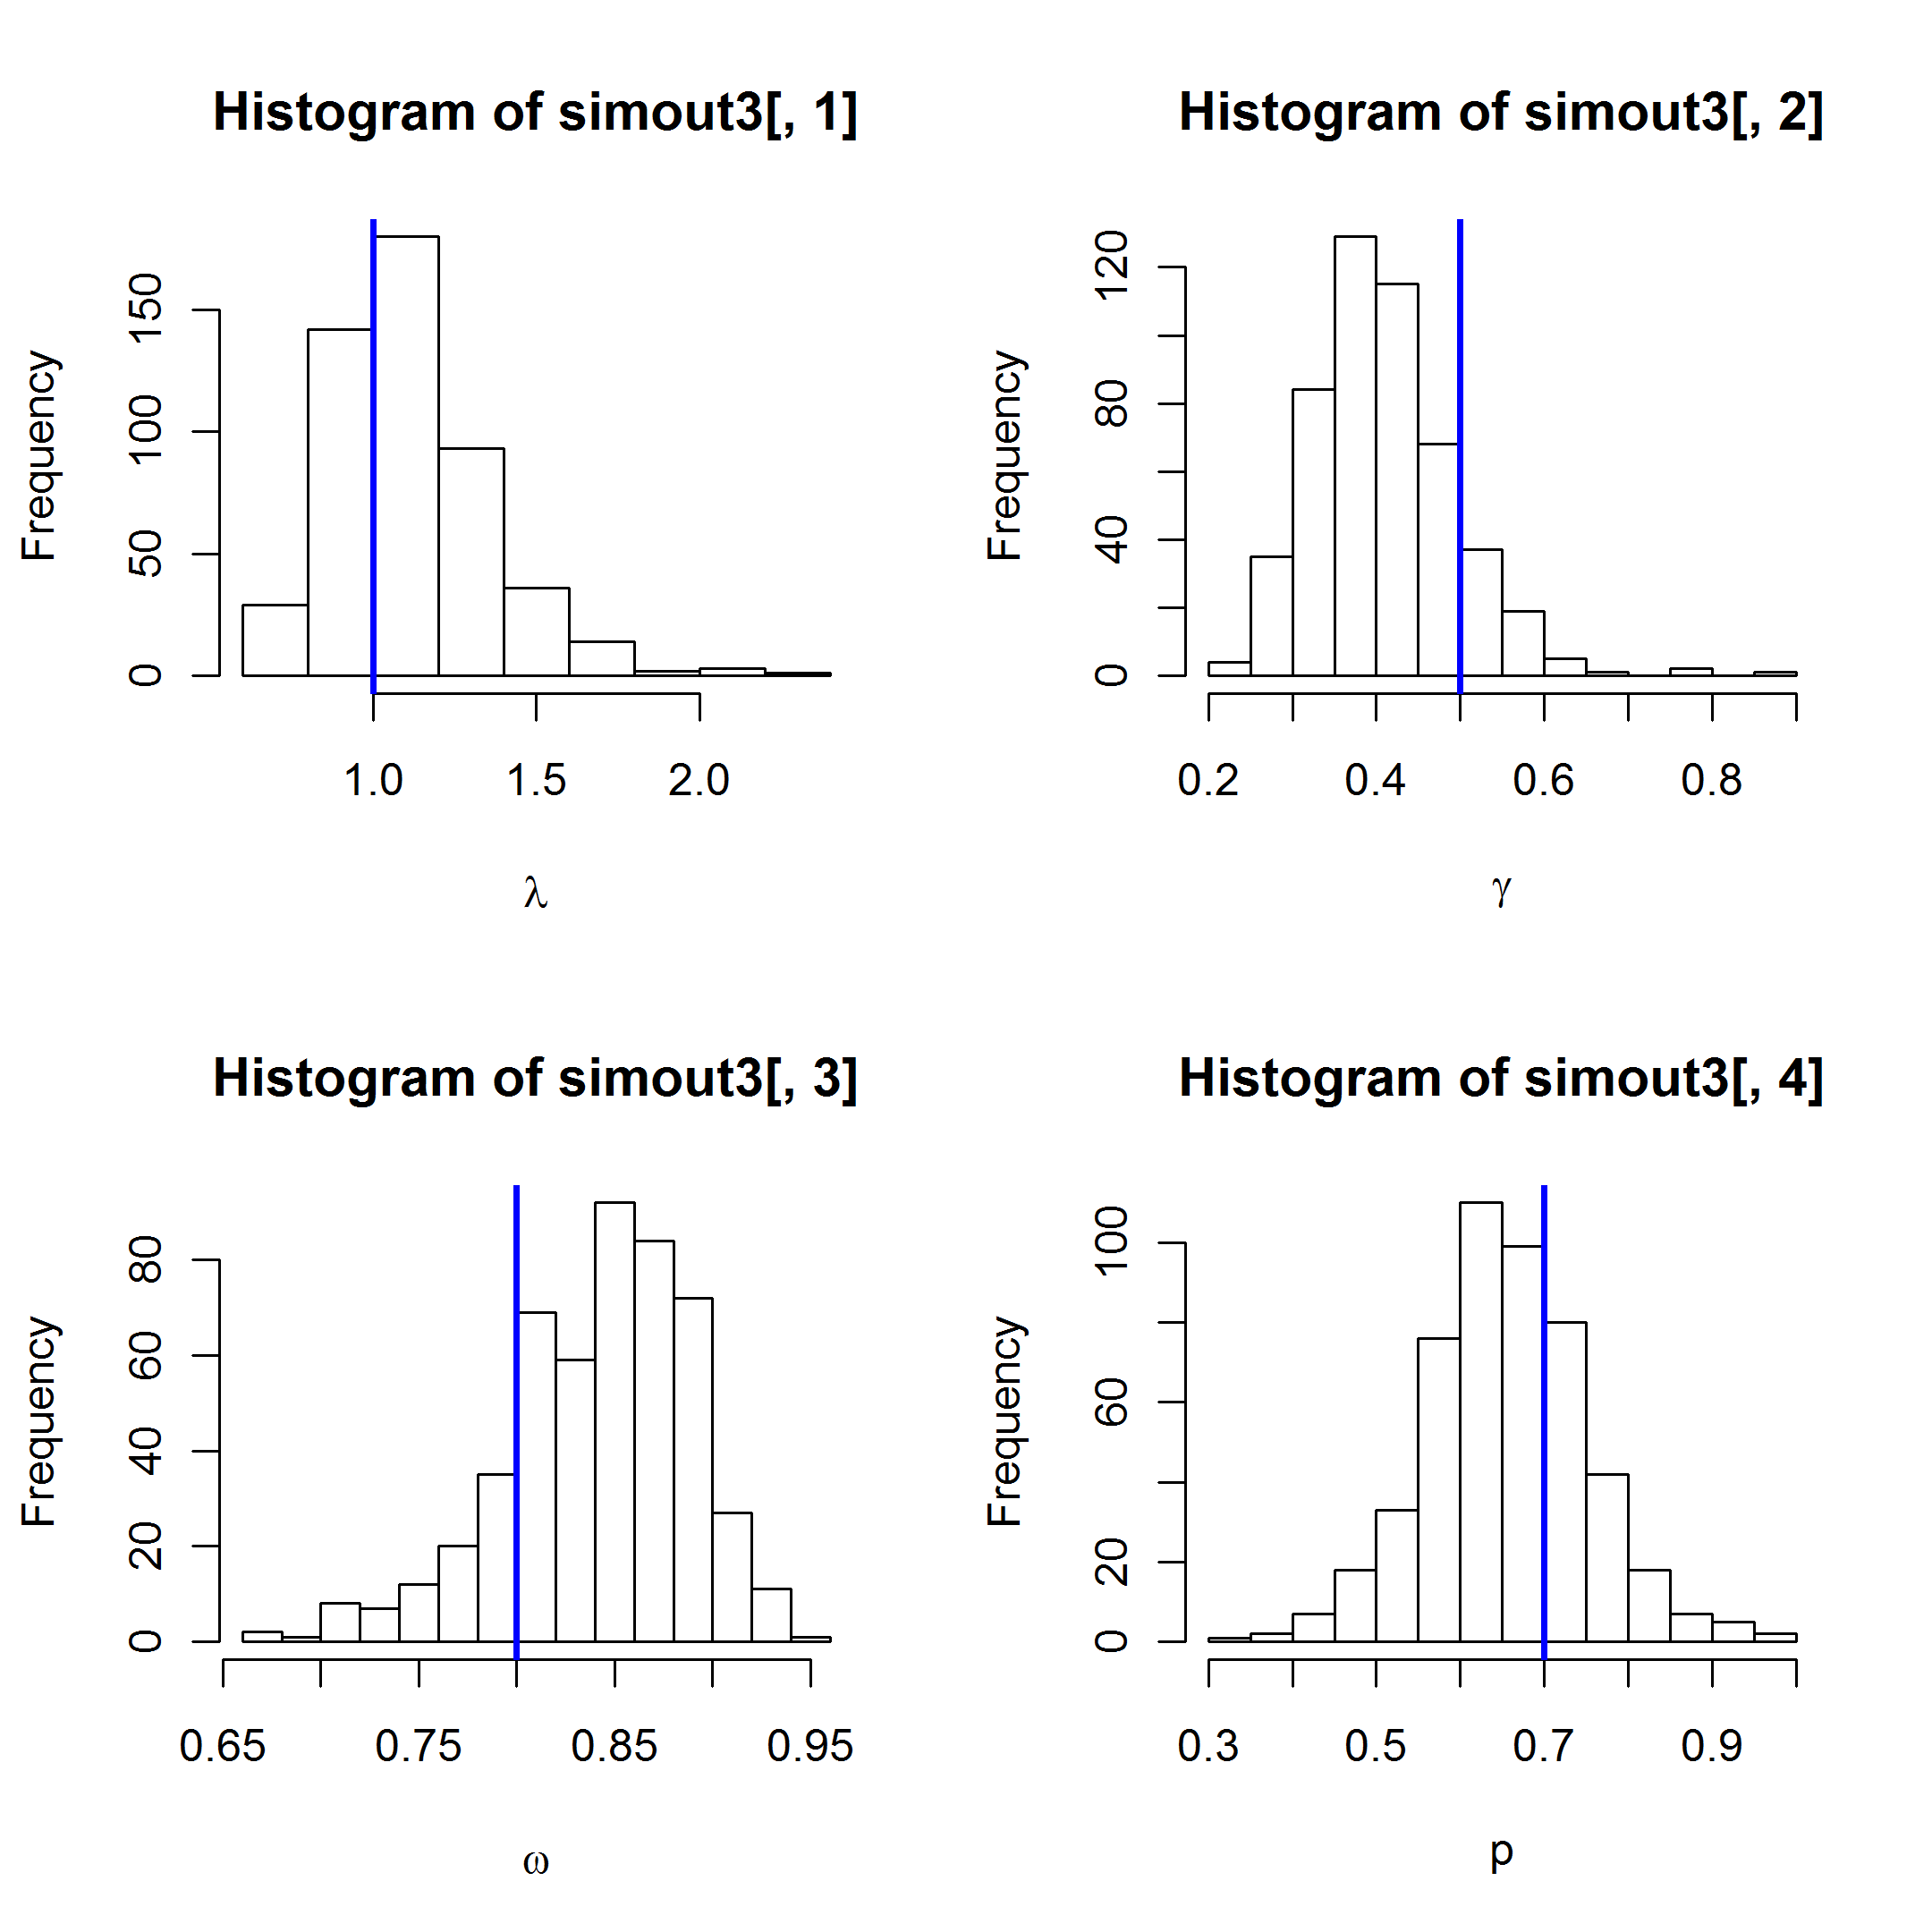 Histogram of simout3[, 1]
Frequency
0 50 100 150
1.0 1.5 2.0
λ
Histogram of simout3[, 2]
Frequency
0 40 80 120
0.2 0.4 0.6 0.8
γ
Histogram of simout3[, 3]
Frequency
0 20 40 60 80
0.65 0.75 0.85 0.95
ω
Histogram of simout3[, 4]
Frequency
0 20 60 100
0.3 0.5 0.7 0.9
p